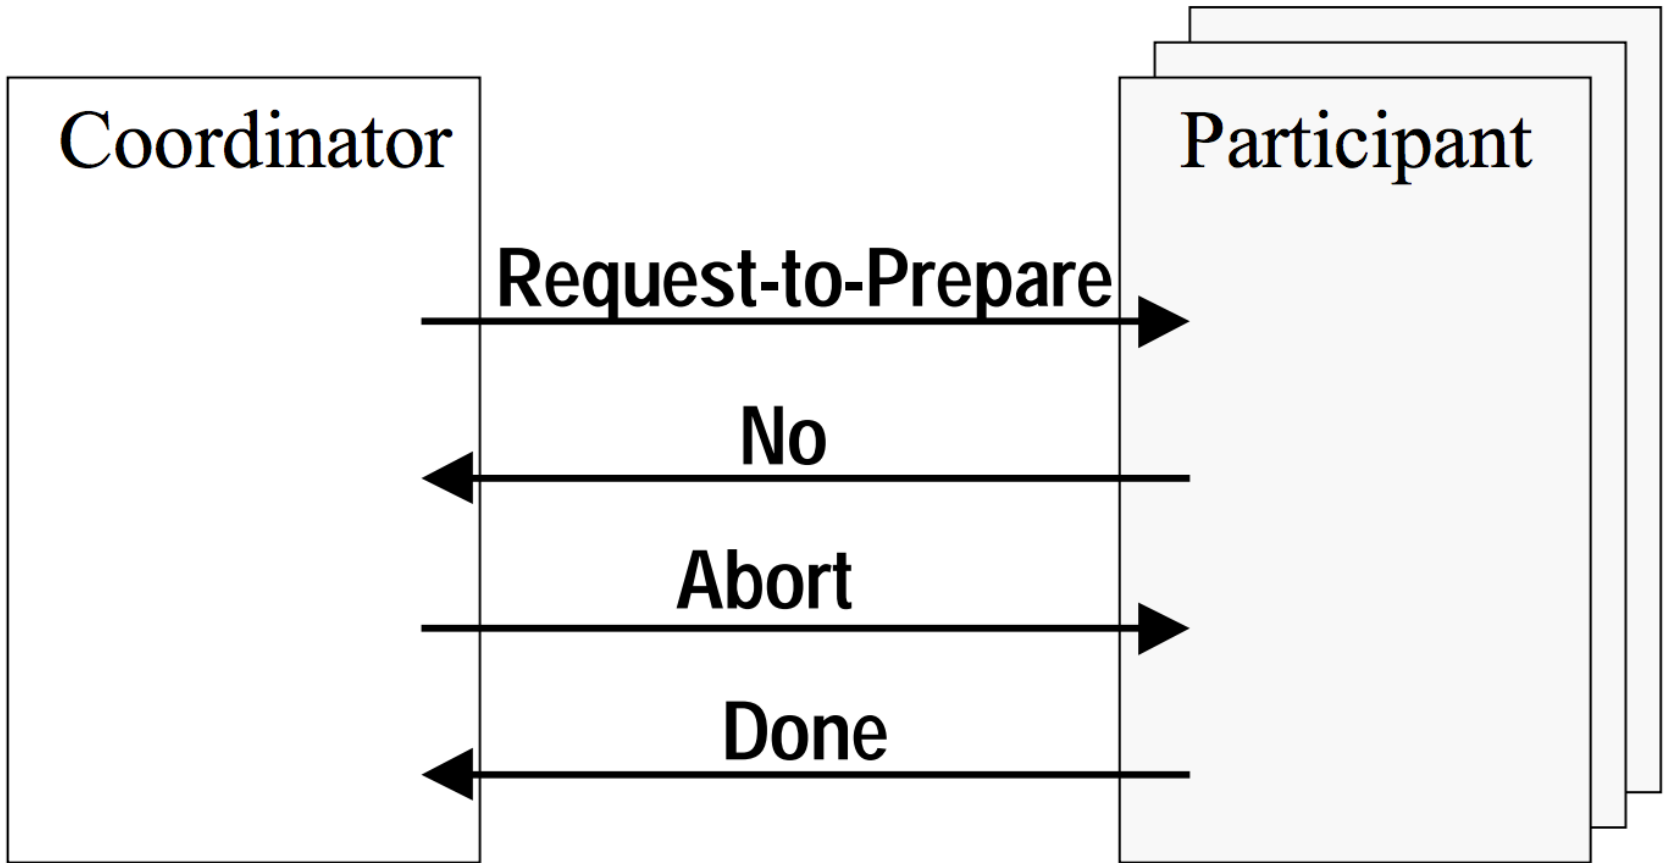 Coordinator
Participant
Request-to-Prepare
No
Abort
Done